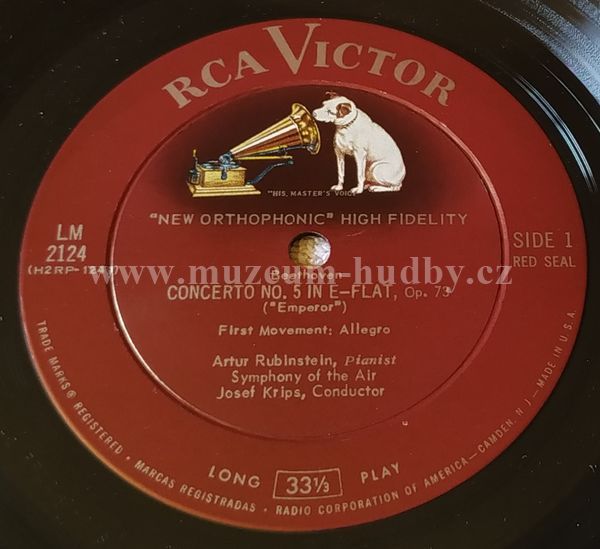 RCA VICTOR
"HIS MASTER'S VOICE"
"NEW ORTHOPHONIC" HIGH FIDELITY
LM
2124
SIDE 1
RED SEAL
www.muzeum-hudby.cz
Beethoven
CONCERTO NO. 5 IN E-FLAT, Op. 73
("Emperor")
First Movement: Allegro
Artur Rubinstein, Pianist
Symphony of the Air
Josef Krips, Conductor
LONG 33⅓ PLAY
TRADE MARKS® REGISTERED • MARCAS REGISTRADAS • RADIO CORPORATION OF AMERICA—CAMDEN, N. J.—MADE IN U.S.A.